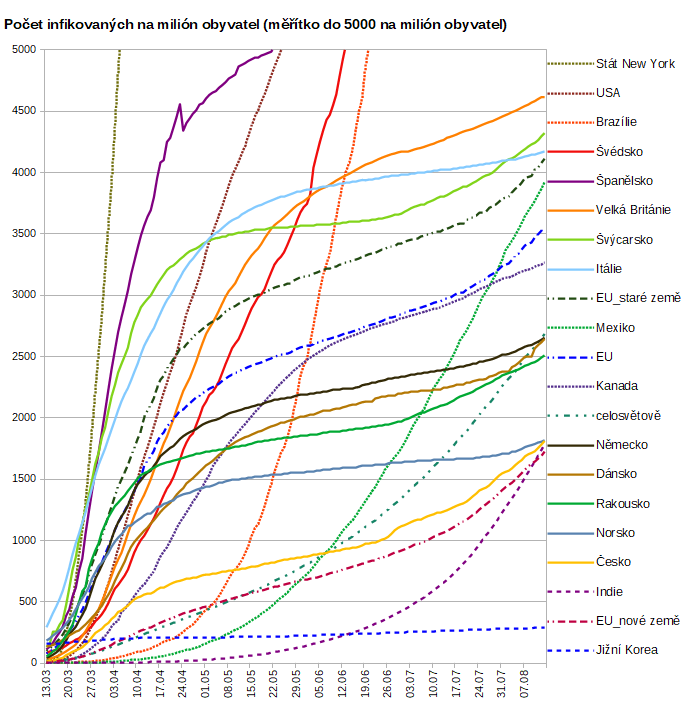 Počet infikovaných na milión obyvatel (měřítko do 5000 na milión obyvatel)
5000
4500
4000
3500
3000
2500
2000
1500
1000
500
0
13.03
20.03
27.03
03.04
10.04
17.04
24.04
01.05
08.05
15.05
22.05
29.05
05.06
12.06
19.06
26.06
03.07
10.07
17.07
24.07
31.07
07.08
Stát New York
USA
Brazílie
Švédsko
Španělsko
Velká Británie
Švýcarsko
Itálie
EU_staré země
Mexiko
EU
Kanada
celosvětově
Německo
Dánsko
Rakousko
Norsko
Česko
Indie
EU_nové země
Jižní Korea